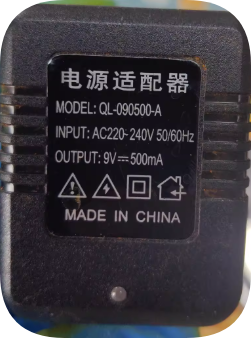 电源适配器
MODEL: QL-090500-A
INPUT: AC220~240V 50/60Hz
OUTPUT: 9V⎓500mA
MADE IN CHINA